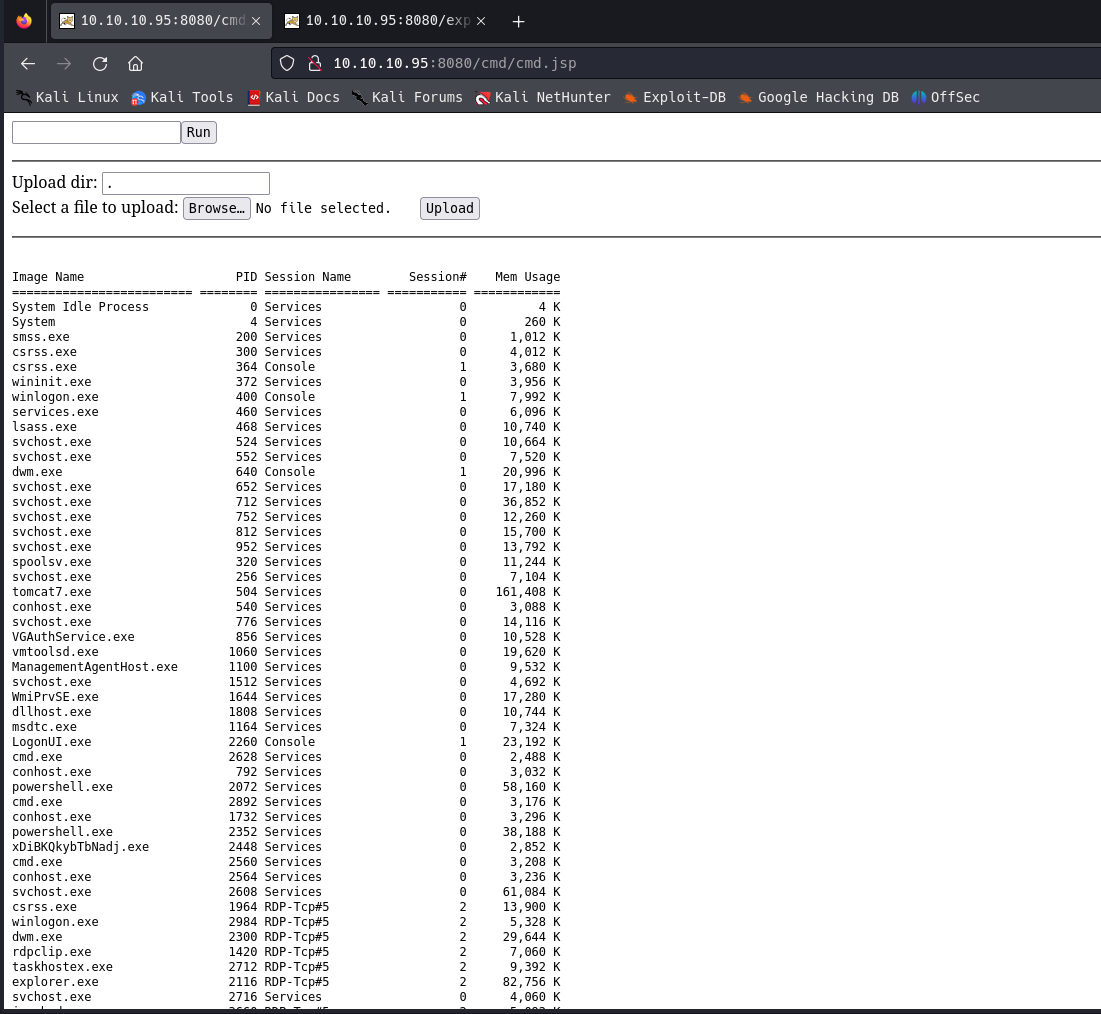 10.10.10.95:8080/cmd 10.10.10.95:8080/exp
10.10.10.95:8080/cmd/cmd.jsp
Kali Linux Kali Tools Kali Docs Kali Forums Kali NetHunter Exploit-DB Google Hacking DB OffSec
Run
Upload dir: .
Select a file to upload: Browse… No file selected. Upload
Image Name                     PID Session Name        Session#    Mem Usage
========================= ======== ================ =========== ============
System Idle Process              0 Services                   0          4 K
System                           4 Services                   0        260 K
smss.exe                       200 Services                   0      1,012 K
csrss.exe                      300 Services                   0      4,012 K
csrss.exe                      364 Console                    1      3,680 K
wininit.exe                    372 Services                   0      3,956 K
winlogon.exe                   400 Console                    1      7,992 K
services.exe                   460 Services                   0      6,096 K
lsass.exe                      468 Services                   0     10,740 K
svchost.exe                    524 Services                   0     10,664 K
svchost.exe                    552 Services                   0      7,520 K
dwm.exe                        640 Console                    1     20,996 K
svchost.exe                    652 Services                   0     17,180 K
svchost.exe                    712 Services                   0     36,852 K
svchost.exe                    752 Services                   0     12,260 K
svchost.exe                    812 Services                   0     15,700 K
svchost.exe                    952 Services                   0     13,792 K
spoolsv.exe                    320 Services                   0     11,244 K
svchost.exe                    256 Services                   0      7,104 K
tomcat7.exe                    504 Services                   0    161,408 K
conhost.exe                    540 Services                   0      3,088 K
svchost.exe                    776 Services                   0     14,116 K
VGAuthService.exe              856 Services                   0     10,528 K
vmtoolsd.exe                  1060 Services                   0     19,620 K
ManagementAgentHost.exe       1100 Services                   0      9,532 K
svchost.exe                   1512 Services                   0      4,692 K
WmiPrvSE.exe                  1644 Services                   0     17,280 K
dllhost.exe                   1808 Services                   0     10,744 K
msdtc.exe                     1164 Services                   0      7,324 K
LogonUI.exe                   2260 Console                    1     23,192 K
cmd.exe                       2628 Services                   0      2,488 K
conhost.exe                    792 Services                   0      3,032 K
powershell.exe                2072 Services                   0     58,160 K
cmd.exe                       2892 Services                   0      3,176 K
conhost.exe                   1732 Services                   0      3,296 K
powershell.exe                2352 Services                   0     38,188 K
xDiBKQkybTbNadj.exe           2448 Services                   0      2,852 K
cmd.exe                       2560 Services                   0      3,208 K
conhost.exe                   2564 Services                   0      3,236 K
svchost.exe                   2608 Services                   0     61,084 K
csrss.exe                     1964 RDP-Tcp#5                  2     13,900 K
winlogon.exe                  2984 RDP-Tcp#5                  2      5,328 K
dwm.exe                       2300 RDP-Tcp#5                  2     29,644 K
rdpclip.exe                   1420 RDP-Tcp#5                  2      7,060 K
taskhostex.exe                2712 RDP-Tcp#5                  2      9,392 K
explorer.exe                  2116 RDP-Tcp#5                  2     82,756 K
svchost.exe                   2716 Services                   0      4,060 K